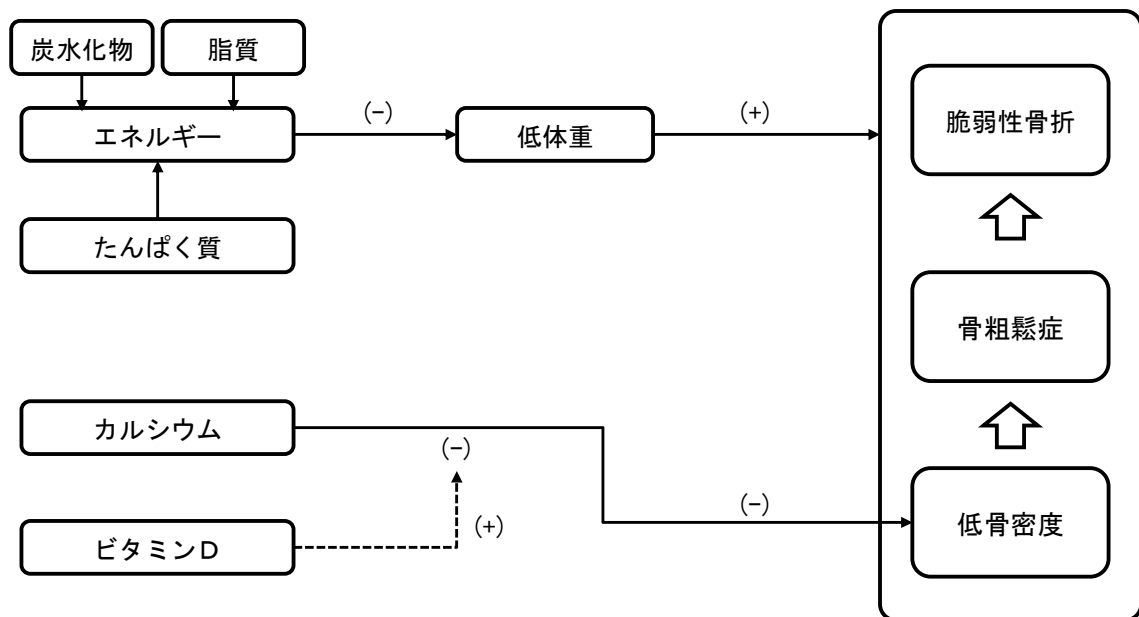 炭水化物
脂質
エネルギー
(−)
低体重
(+)
脆弱性骨折
たんぱく質
骨粗鬆症
カルシウム
(−)
(−)
低骨密度
ビタミンD
(+)